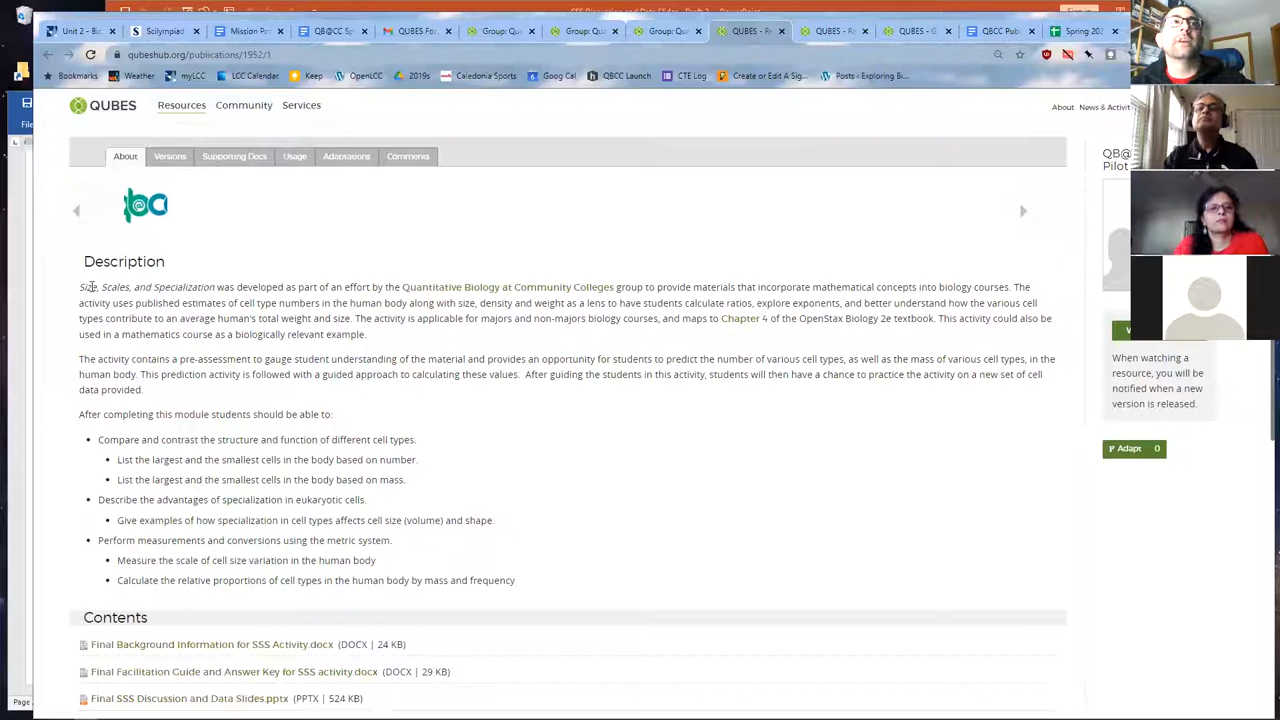 SSS Discussion and Data Slides - Draft 2 - PowerPoint
Sign in
Unit 2 -
Scilympiad
Mission Po
QB@CC Sp
QUBES Fo
Group: Qu
Group: Qu
Group: Qu
QUBES - Re
QUBES - R
QUBES - G
QB@CC Pu
Spring 202
qubeshub.org/publications/1952/1
Bookmarks Weather myLCC LCC Calendar Keep OpenLCC 2019s Caledonia Sports Goog Cal QBCC Launch CTE Log Create or Edit A Sig... Posts ‹ Exploring Bi...
File
QUBES Resources Community Services
About News & Activit
About Versions Supporting Docs Usage Adaptations Comments
QB@
Pilot
Description
Size, Scales, and Specialization was developed as part of an effort by the Quantitative Biology at Community Colleges group to provide materials that incorporate mathematical concepts into biology courses. The
activity uses published estimates of cell type numbers in the human body along with size, density and weight as a lens to have students calculate ratios, explore exponents, and better understand how the various cell
types contribute to an average human's total weight and size. The activity is applicable for majors and non-majors biology courses, and maps to Chapter 4 of the OpenStax Biology 2e textbook. This activity could also be
used in a mathematics course as a biologically relevant example.
The activity contains a pre-assessment to gauge student understanding of the material and provides an opportunity for students to predict the number of various cell types, as well as the mass of various cell types, in the
human body. This prediction activity is followed with a guided approach to calculating these values. After guiding the students in this activity, students will then have a chance to practice the activity on a new set of cell
data provided.
After completing this module students should be able to:
Compare and contrast the structure and function of different cell types.
List the largest and the smallest cells in the body based on number.
List the largest and the smallest cells in the body based on mass.
Describe the advantages of specialization in eukaryotic cells.
Give examples of how specialization in cell types affects cell size (volume) and shape.
Perform measurements and conversions using the metric system.
Measure the scale of cell size variation in the human body
Calculate the relative proportions of cell types in the human body by mass and frequency
When watching a
resource, you will be
notified when a new
version is released.
Adapt 0
Contents
Final Background Information for SSS Activity.docx (DOCX | 24 KB)
Final Facilitation Guide and Answer Key for SSS activity.docx (DOCX | 29 KB)
Final SSS Discussion and Data Slides.pptx (PPTX | 524 KB)
Page